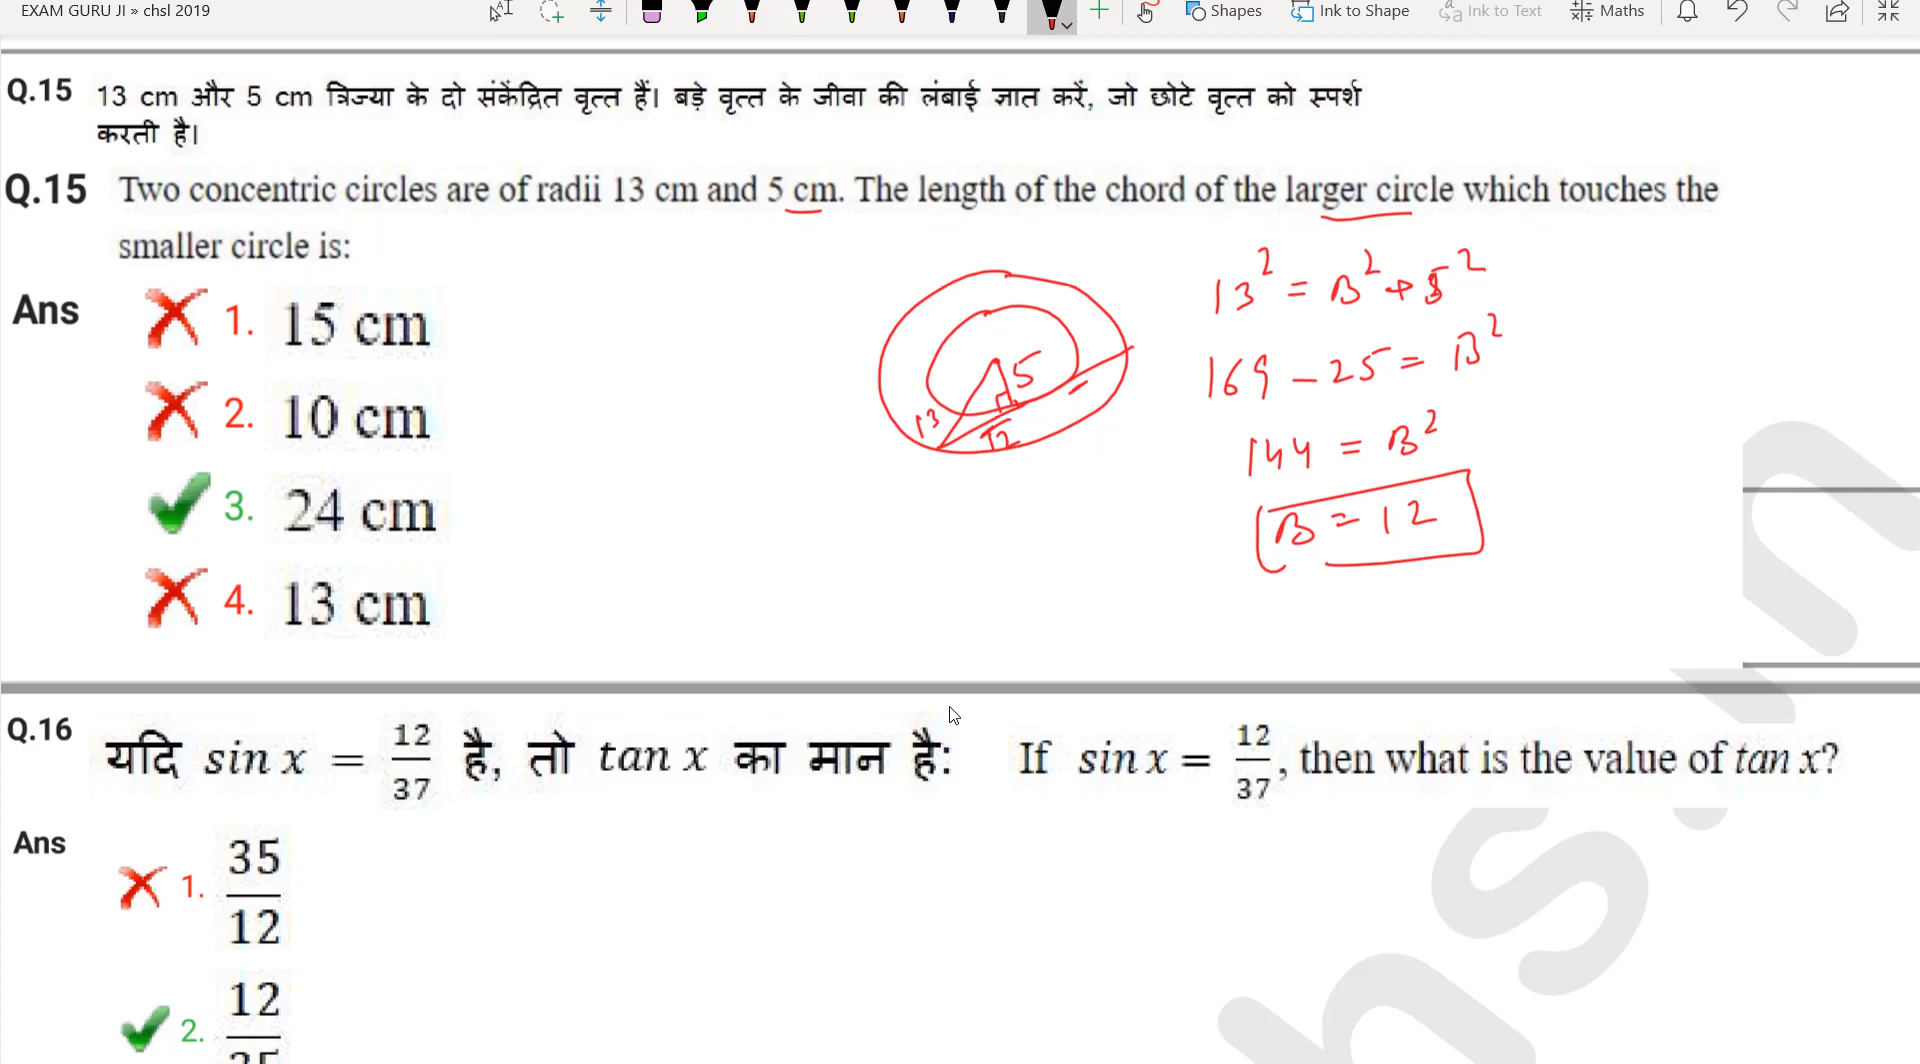 EXAM GURU JI » chsl 2019
Shapes Ink to Shape Ink to Text Maths
Q.15 13 cm और 5 cm त्रिज्या के दो संकेंद्रित वृत्त हैं। बड़े वृत्त के जीवा की लंबाई ज्ञात करें, जो छोटे वृत्त को स्पर्श
करती है।
Q.15 Two concentric circles are of radii 13 cm and 5 cm. The length of the chord of the larger circle which touches the
smaller circle is:
Ans 1. 15 cm
2. 10 cm
3. 24 cm
4. 13 cm
5
13
12
13² = B² + 5²
169 - 25 = B²
144 = B²
B = 12
Q.16 यदि sin x = 12/37 है, तो tan x का मान है: If sin x = 12/37, then what is the value of tan x?
Ans
1. 35/12
2. 12/35